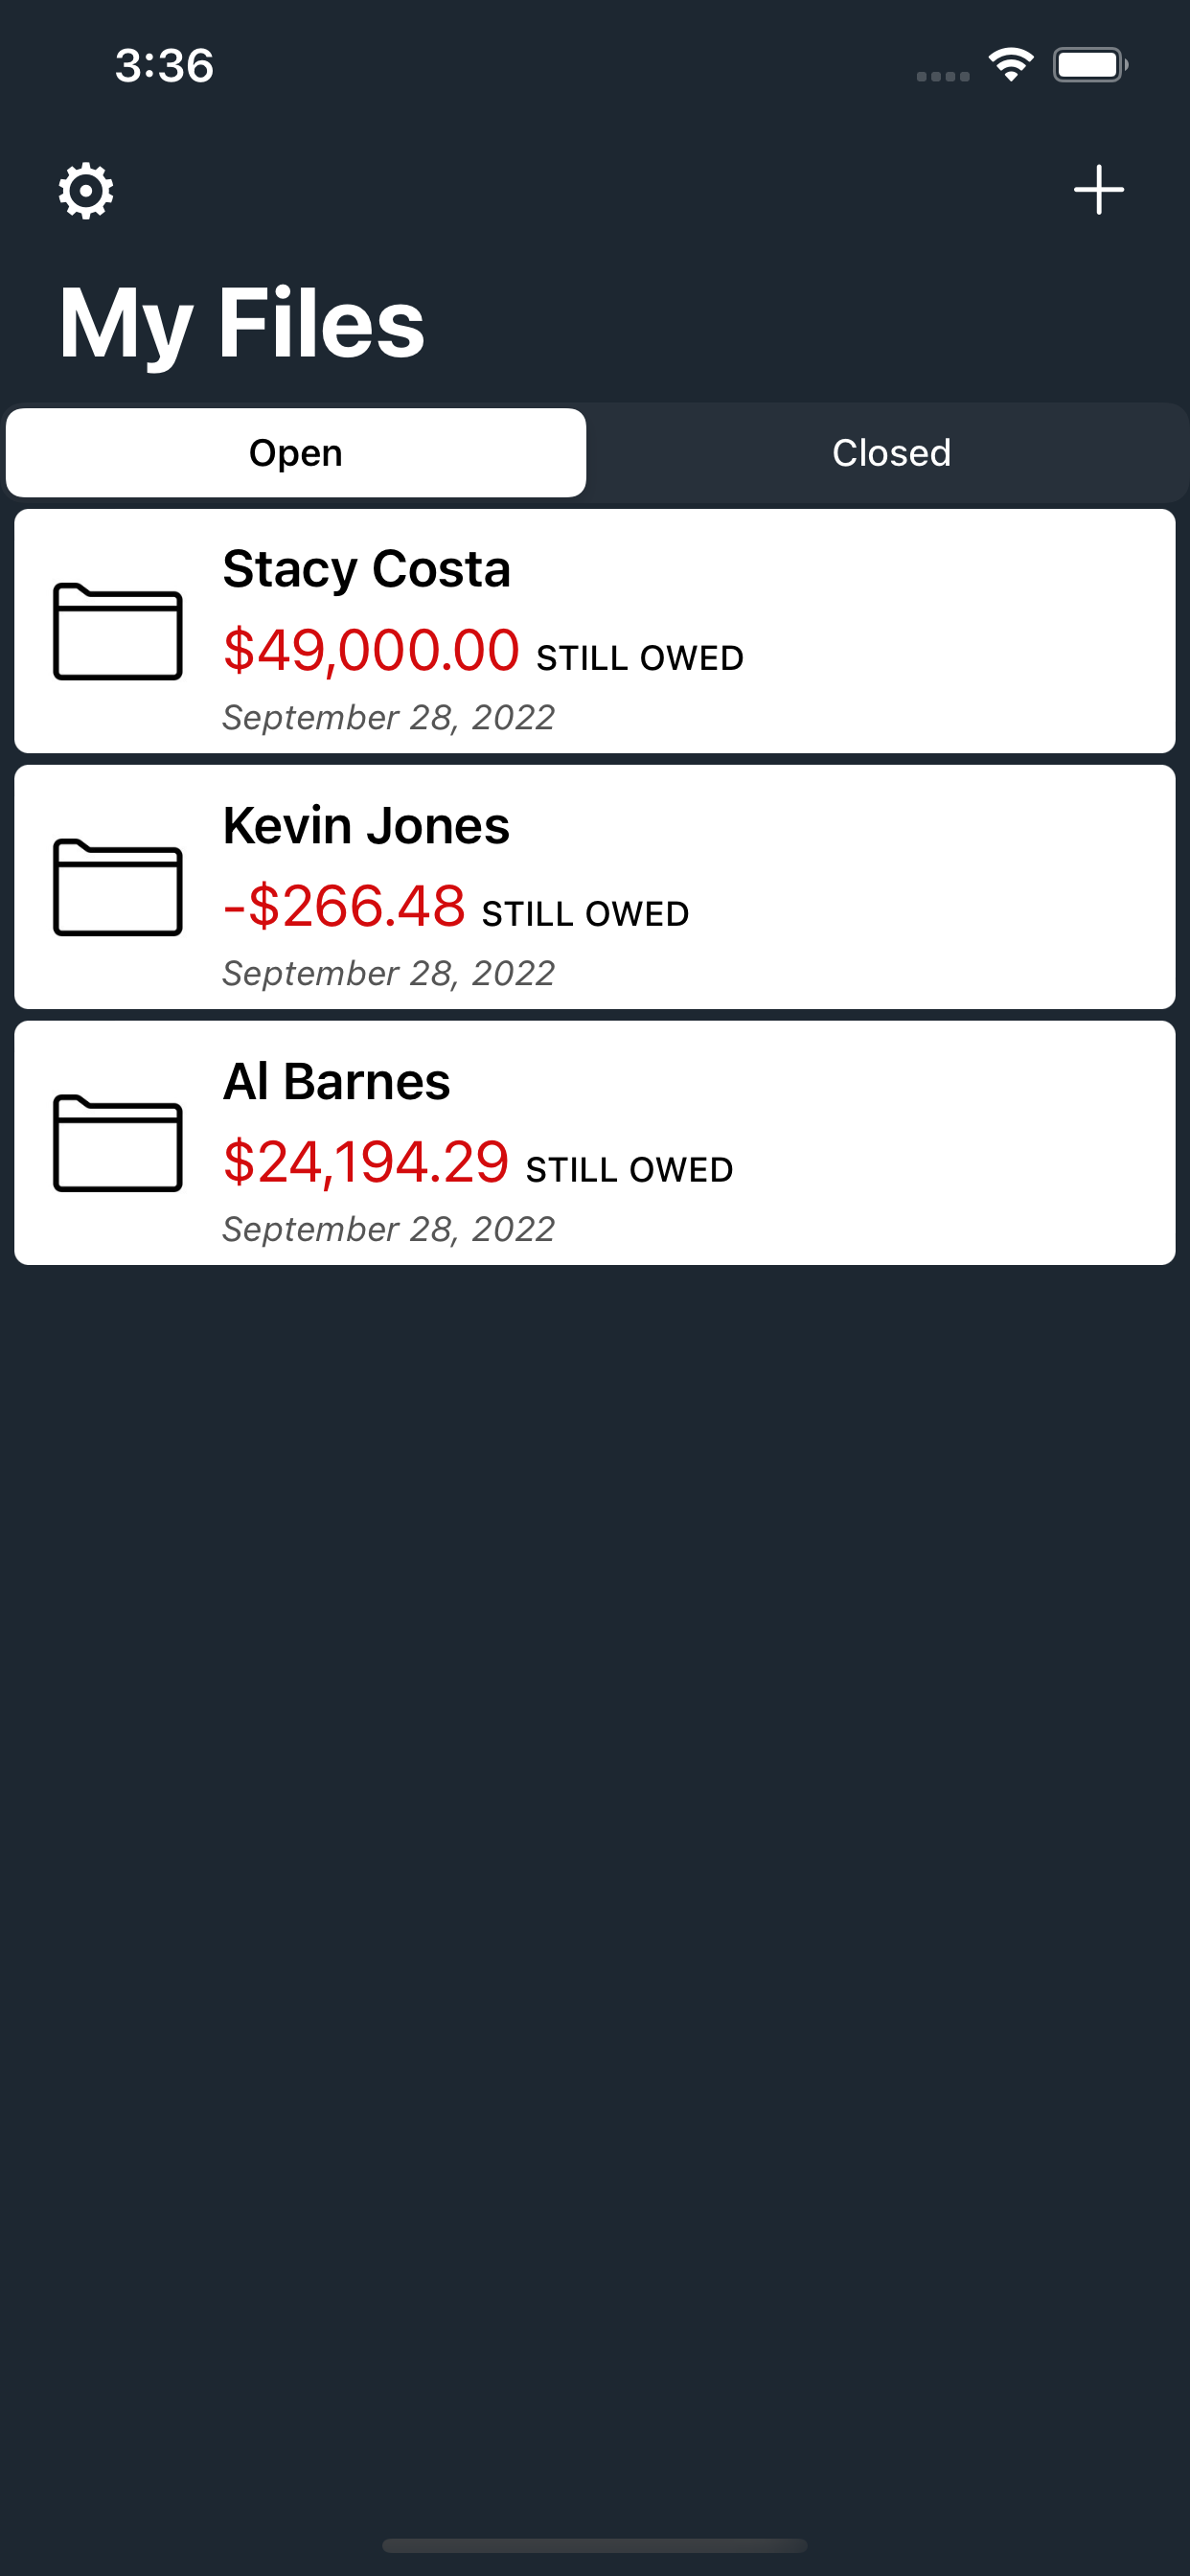 3:36
My Files
Open
Closed
Stacy Costa
$49,000.00 STILL OWED
September 28, 2022
Kevin Jones
-$266.48 STILL OWED
September 28, 2022
Al Barnes
$24,194.29 STILL OWED
September 28, 2022